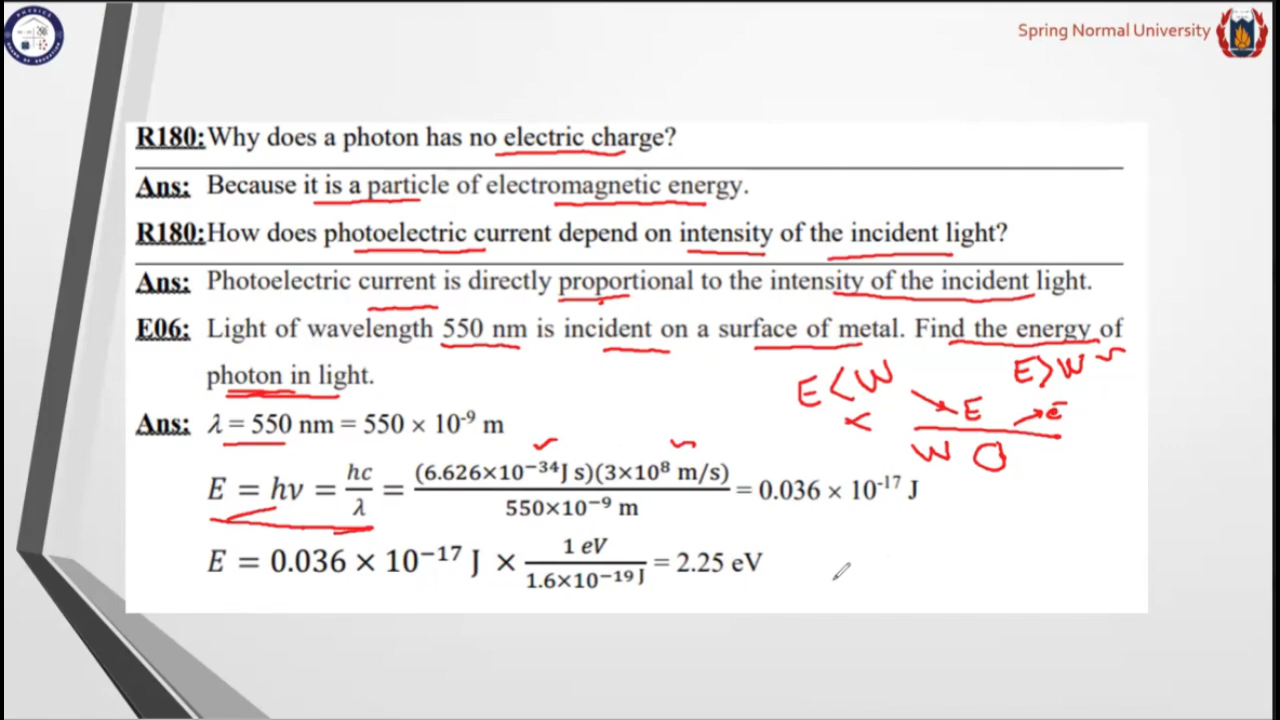 Spring Normal University
R180: Why does a photon has no electric charge?
Ans: Because it is a particle of electromagnetic energy.
R180: How does photoelectric current depend on intensity of the incident light?
Ans: Photoelectric current is directly proportional to the intensity of the incident light.
E06: Light of wavelength 550 nm is incident on a surface of metal. Find the energy of
photon in light.
E < W
E > W
E
e⁻
W
Ans: λ = 550 nm = 550 × 10⁻⁹ m
E = hν = hc/λ = (6.626×10⁻³⁴J s)(3×10⁸ m/s)/550×10⁻⁹ m = 0.036 × 10⁻¹⁷ J
E = 0.036 × 10⁻¹⁷ J × 1 eV/1.6×10⁻¹⁹J = 2.25 eV